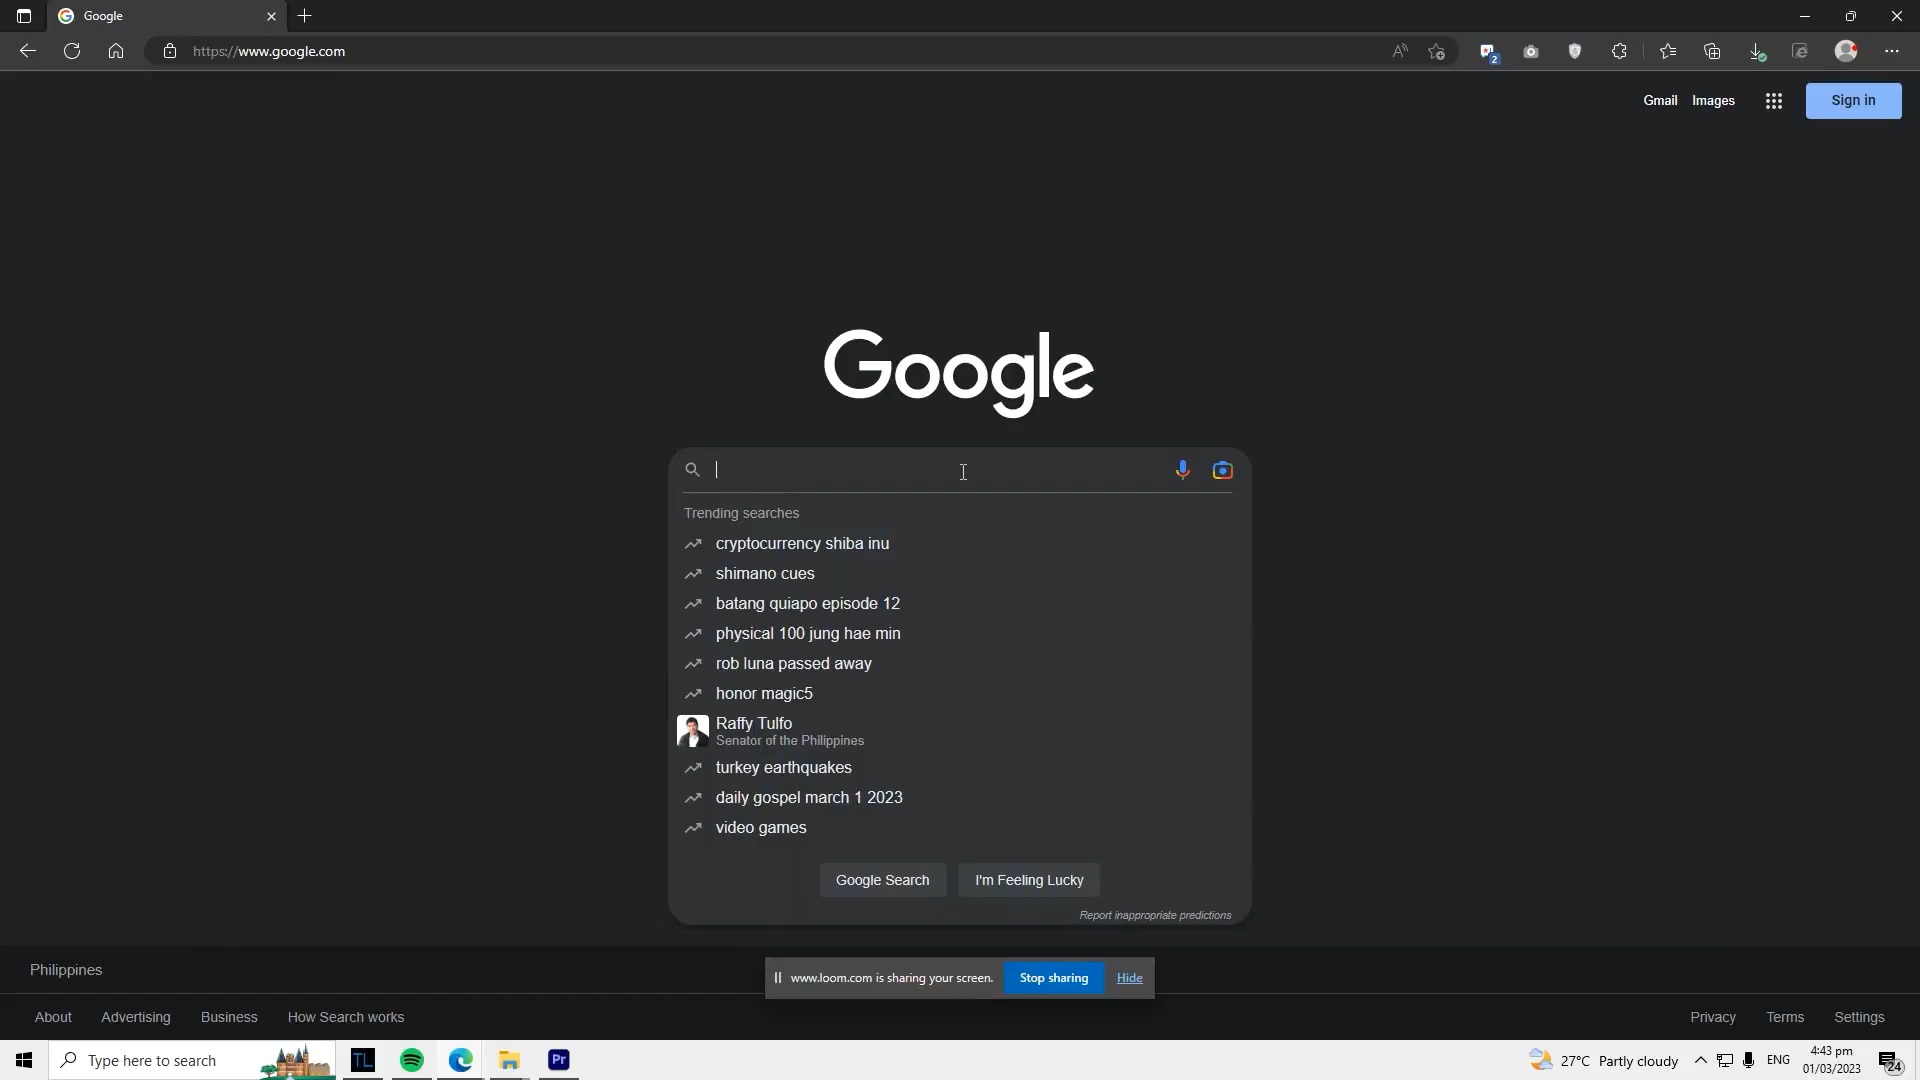 Google
https://www.google.com
2
Gmail Images Sign in
Google
Trending searches
cryptocurrency shiba inu
shimano cues
batang quiapo episode 12
physical 100 jung hae min
rob luna passed away
honor magic5
Raffy Tulfo
Senator of the Philippines
turkey earthquakes
daily gospel march 1 2023
video games
Google Search I'm Feeling Lucky
Report inappropriate predictions
Philippines
www.loom.com is sharing your screen. Stop sharing Hide
About Advertising Business How Search works Privacy Terms Settings
Type here to search TL Pr 27°C Partly cloudy ENG 4:43 pm
01/03/2023 24